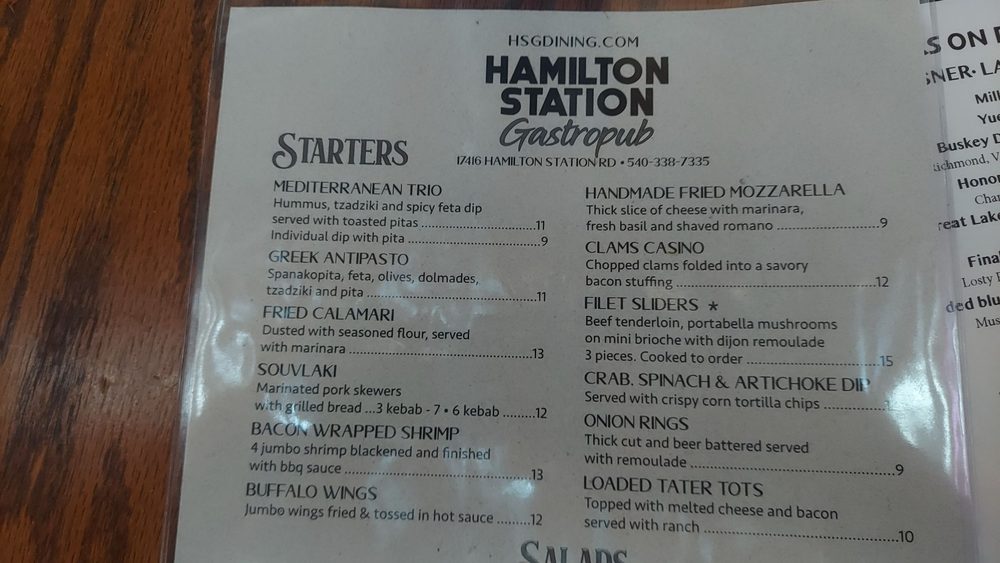 HSGDINING.COM
HAMILTON
STATION
Gastropub
17416 HAMILTON STATION RD • 540-338-7335
STARTERS
MEDITERRANEAN TRIO
Hummus, tzadziki and spicy feta dip
served with toasted pitas ...............................11
Individual dip with pita ...................................9
GREEK ANTIPASTO
Spanakopita, feta, olives, dolmades,
tzadziki and pita .............................................11
FRIED CALAMARI
Dusted with seasoned flour, served
with marinara .................................................13
SOUVLAKI
Marinated pork skewers
with grilled bread ...3 kebab - 7 • 6 kebab .........12
BACON WRAPPED SHRIMP
4 jumbo shrimp blackened and finished
with bbq sauce ................................................13
BUFFALO WINGS
Jumbo wings fried & tossed in hot sauce .........12
HANDMADE FRIED MOZZARELLA
Thick slice of cheese with marinara,
fresh basil and shaved romano ..........................9
CLAMS CASINO
Chopped clams folded into a savory
bacon stuffing ..................................................12
FILET SLIDERS *
Beef tenderloin, portabella mushrooms
on mini brioche with dijon remoulade
3 pieces. Cooked to order .................................15
CRAB, SPINACH & ARTICHOKE DIP
Served with crispy corn tortilla chips ................
ONION RINGS
Thick cut and beer battered served
with remoulade ....................................................9
LOADED TATER TOTS
Topped with melted cheese and bacon
served with ranch ................................................10
SALADS
ON
Buskey
Honor
Lake
Final
Losty
blu